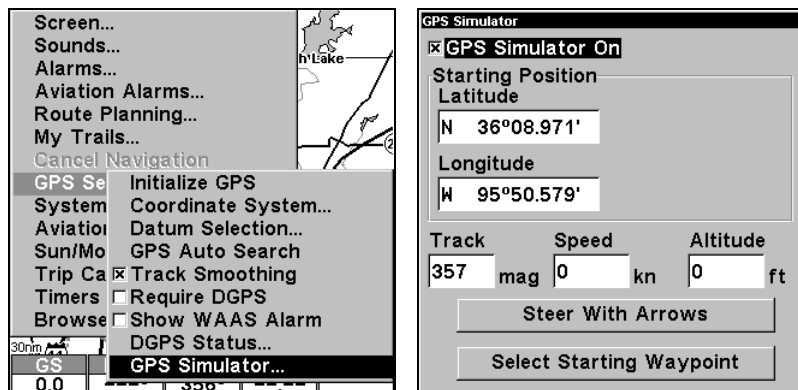 Screen...
Sounds...
Alarms...
Aviation Alarms...
Route Planning...
My Trails...
Cancel Navigation
GPS Se
System
Aviation
Sun/Mo
Trip Ca
Timers
Browse
Initialize GPS
Coordinate System...
Datum Selection...
GPS Auto Search
Track Smoothing
Require DGPS
Show WAAS Alarm
DGPS Status...
GPS Simulator...
h Lake
30nm
44
GS
0.0
GPS Simulator
GPS Simulator On
Starting Position
Latitude
N 36°08.971'
Longitude
W 95°50.579'
Track Speed Altitude
357 mag 0 kn 0 ft
Steer With Arrows
Select Starting Waypoint